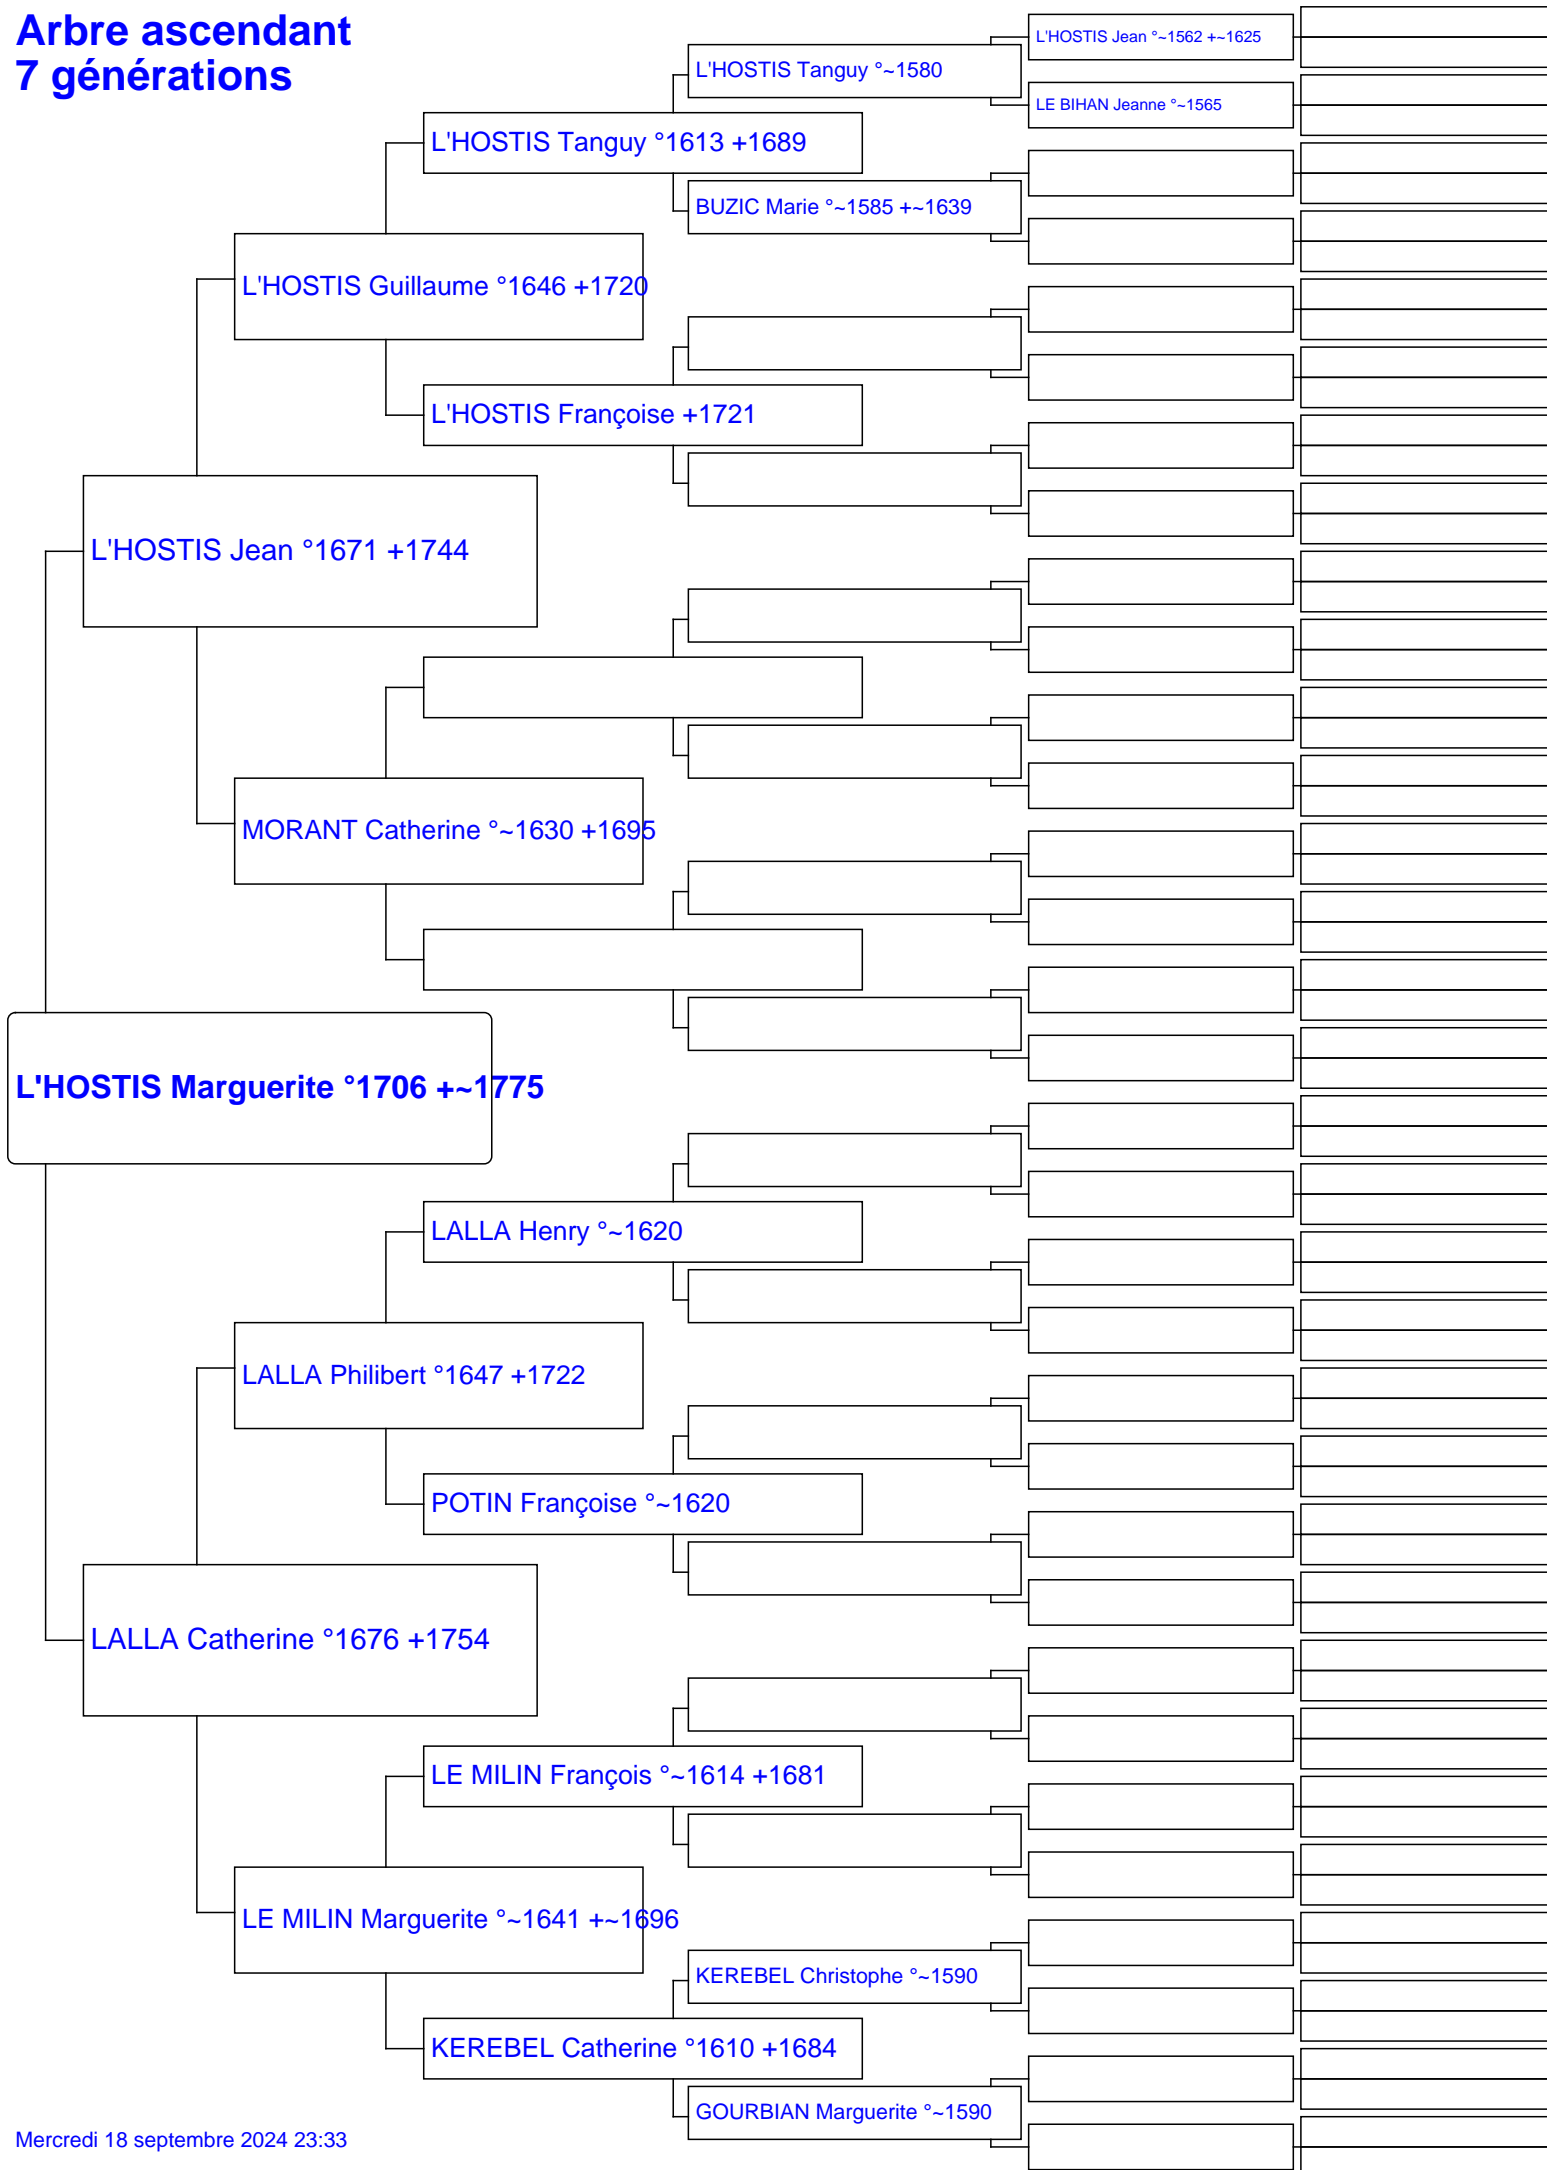 Arbre ascendant
7 générations
L'HOSTIS Jean °~1562 +~1625
L'HOSTIS Tanguy °~1580
LE BIHAN Jeanne °~1565
L'HOSTIS Tanguy °1613 +1689
BUZIC Marie °~1585 +~1639
L'HOSTIS Guillaume °1646 +1720
L'HOSTIS Françoise +1721
L'HOSTIS Jean °1671 +1744
MORANT Catherine °~1630 +1695
L'HOSTIS Marguerite °1706 +~1775
LALLA Henry °~1620
LALLA Philibert °1647 +1722
POTIN Françoise °~1620
LALLA Catherine °1676 +1754
LE MILIN François °~1614 +1681
LE MILIN Marguerite °~1641 +~1696
KEREBEL Christophe °~1590
KEREBEL Catherine °1610 +1684
GOURBIAN Marguerite °~1590
Mercredi 18 septembre 2024 23:33